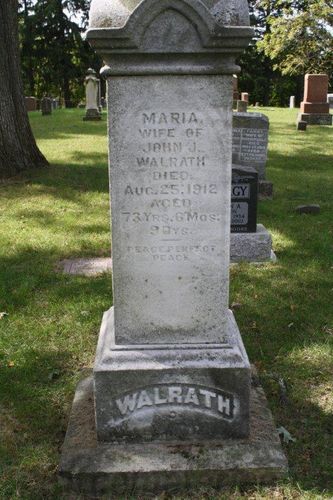 MARIA,
WIFE OF
JOHN J.
WALRATH
DIED
AUG. 25, 1912
AGED
73 YRS. 6 MOS.
9 DYS.
PEACE, PERFECT
PEACE
WALRATH